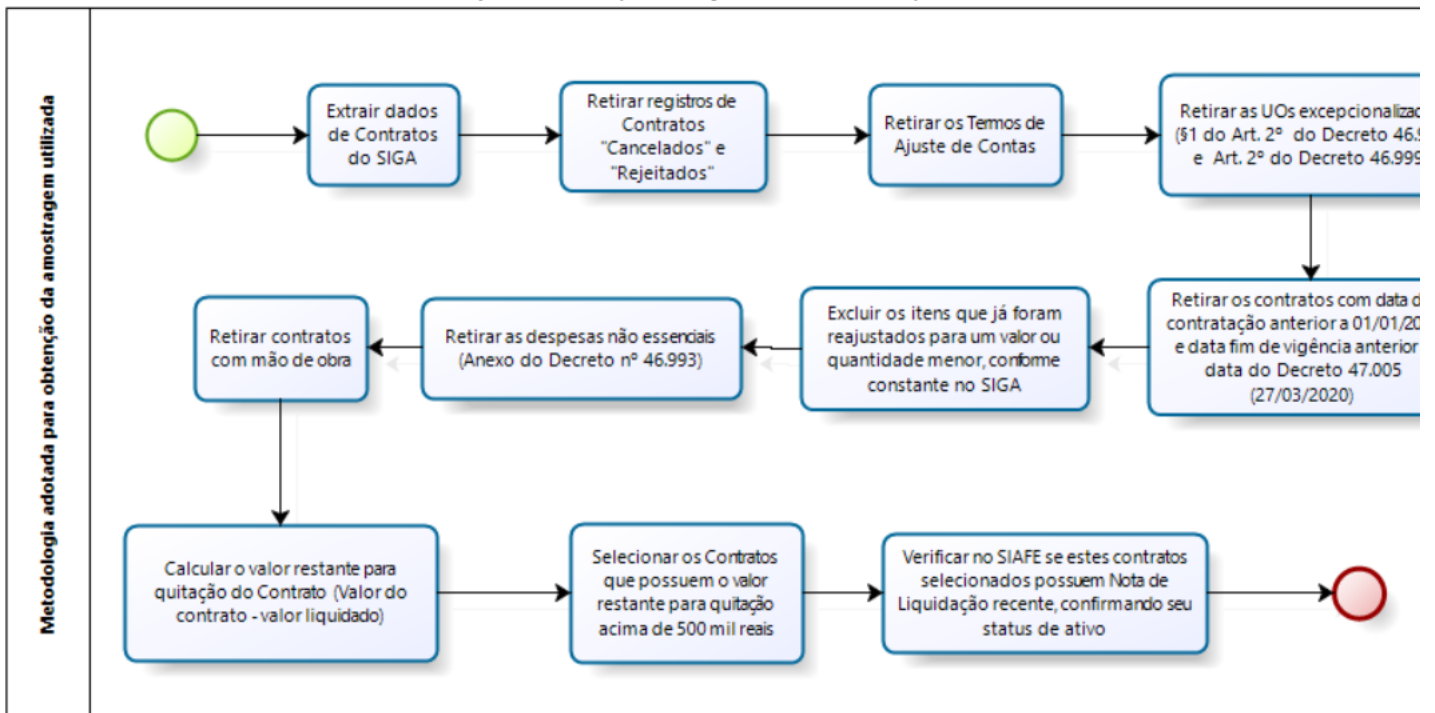 Metodologia adotada para obtenção da amostragem utilizada
Extrair dados
de Contratos
do SIGA
Retirar registros de
Contratos
"Cancelados" e
"Rejeitados"
Retirar os Termos de
Ajuste de Contas
Retirar as UOs
(§1 do Art. 2º do Decreto
e Art. 2º do Decreto 46.999
Retirar os contratos com data
contratação anterior a
e data fim de vigência anterior
data do Decreto 47.005
(27/03/2020)
Excluir os itens que já foram
reajustados para um valor ou
quantidade menor, conforme
constante no SIGA
Retirar as despesas não essenciais
(Anexo do Decreto nº 46.993)
Retirar contratos
com mão de obra
Calcular o valor restante para
quitação do Contrato (Valor do
contrato - valor liquidado)
Selecionar os Contratos
que possuem o valor
restante para quitação
acima de 500 mil reais
Verificar no SIAFE se estes contratos
selecionados possuem Nota de
Liquidação recente, confirmando seu
status de ativo